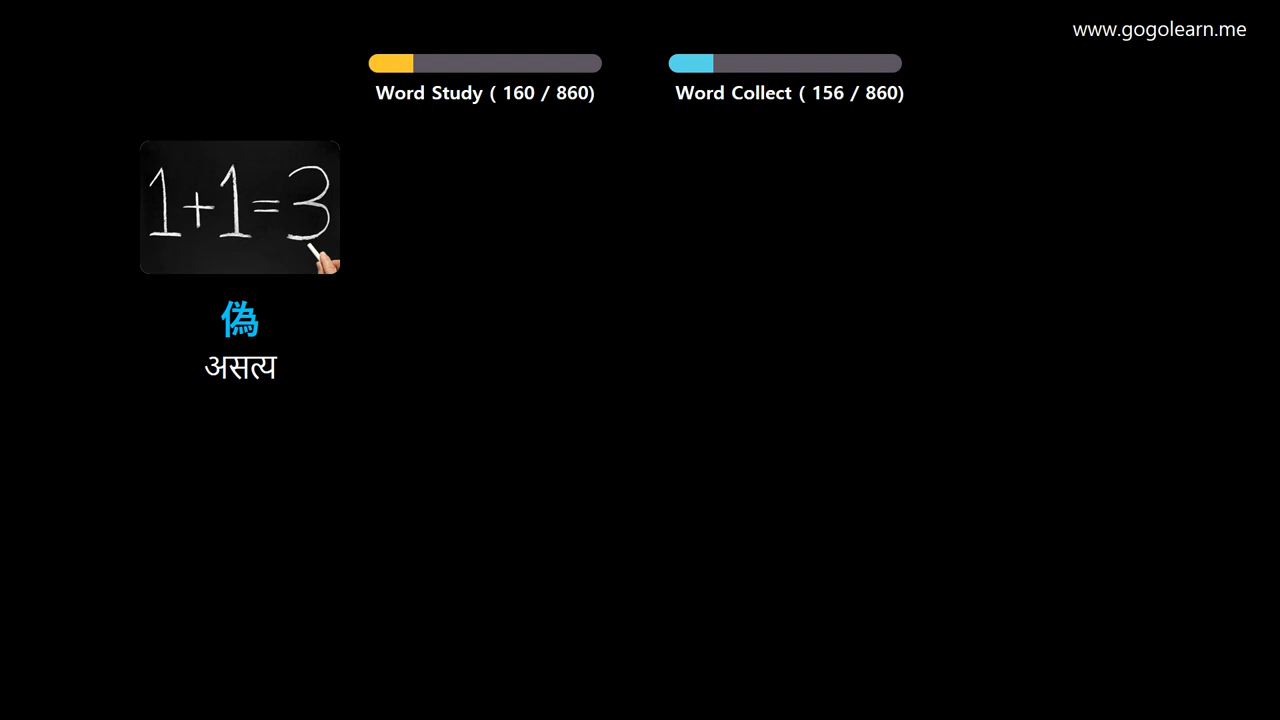 www.gogolearn.me
Word Study ( 160 / 860)
Word Collect ( 156 / 860)
1+1=3
偽
असत्य